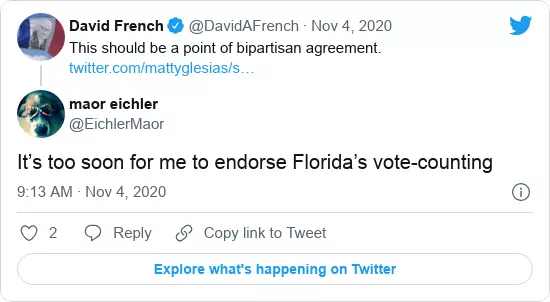 David French @DavidAFrench · Nov 4, 2020
This should be a point of bipartisan agreement.
twitter.com/mattyglesias/s…
maor eichler
@EichlerMaor
It’s too soon for me to endorse Florida’s vote-counting
9:13 AM · Nov 4, 2020
2 Reply Copy link to Tweet
Explore what's happening on Twitter